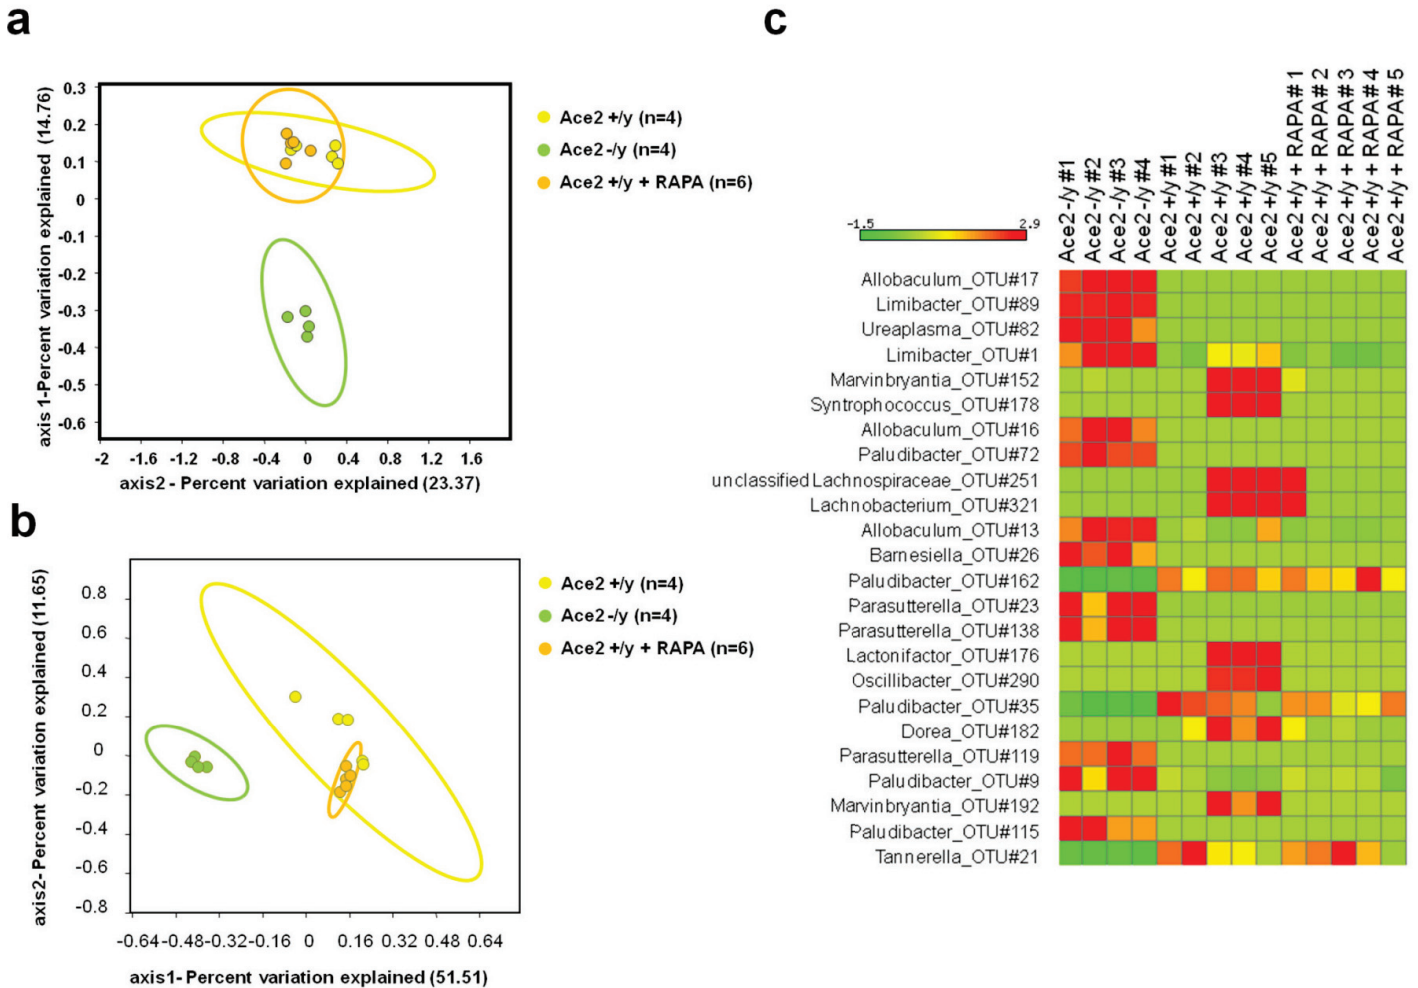 a
axis 1-Percent variation explained (14.76)
0.3
0.2
0.1
0
-0.1
-0.2
-0.3
-0.4
-0.5
-0.6
-2 -1.6 -1.2 -0.8 -0.4 0 0.4 0.8 1.2 1.6
axis2 - Percent variation explained (23.37)
Ace2 +/y (n=4)
Ace2 -/y (n=4)
Ace2 +/y + RAPA (n=6)
b
axis2- Percent variation explained (11.65)
0.8
0.6
0.4
0.2
0
-0.2
-0.4
-0.6
-0.8
-0.64 -0.48 -0.32 -0.16 0 0.16 0.32 0.48 0.64
axis1- Percent variation explained (51.51)
Ace2 +/y (n=4)
Ace2 -/y (n=4)
Ace2 +/y + RAPA (n=6)
c
-1.5 2.9
Ace2-/y #1
Ace2-/y #2
Ace2-/y #3
Ace2-/y #4
Ace2 +/y #1
Ace2 +/y #2
Ace2 +/y #3
Ace2 +/y #4
Ace2 +/y #5
Ace2 +/y + RAPA# 1
Ace2 +/y + RAPA# 2
Ace2 +/y + RAPA# 3
Ace2 +/y + RAPA# 4
Ace2 +/y + RAPA# 5
Allobaculum_OTU#17
Limibacter_OTU#89
Ureaplasma_OTU#82
Limibacter_OTU#1
Marvinbryantia_OTU#152
Syntrophococcus_OTU#178
Allobaculum_OTU#16
Paludibacter_OTU#72
unclassified Lachnospiraceae_OTU#251
Lachnobacterium_OTU#321
Allobaculum_OTU#13
Barnesiella_OTU#26
Paludibacter_OTU#162
Parasutterella_OTU#23
Parasutterella_OTU#138
Lactonifactor_OTU#176
Oscillibacter_OTU#290
Paludibacter_OTU#35
Dorea_OTU#182
Parasutterella_OTU#119
Paludibacter_OTU#9
Marvinbryantia_OTU#192
Paludibacter_OTU#115
Tannerella_OTU#21